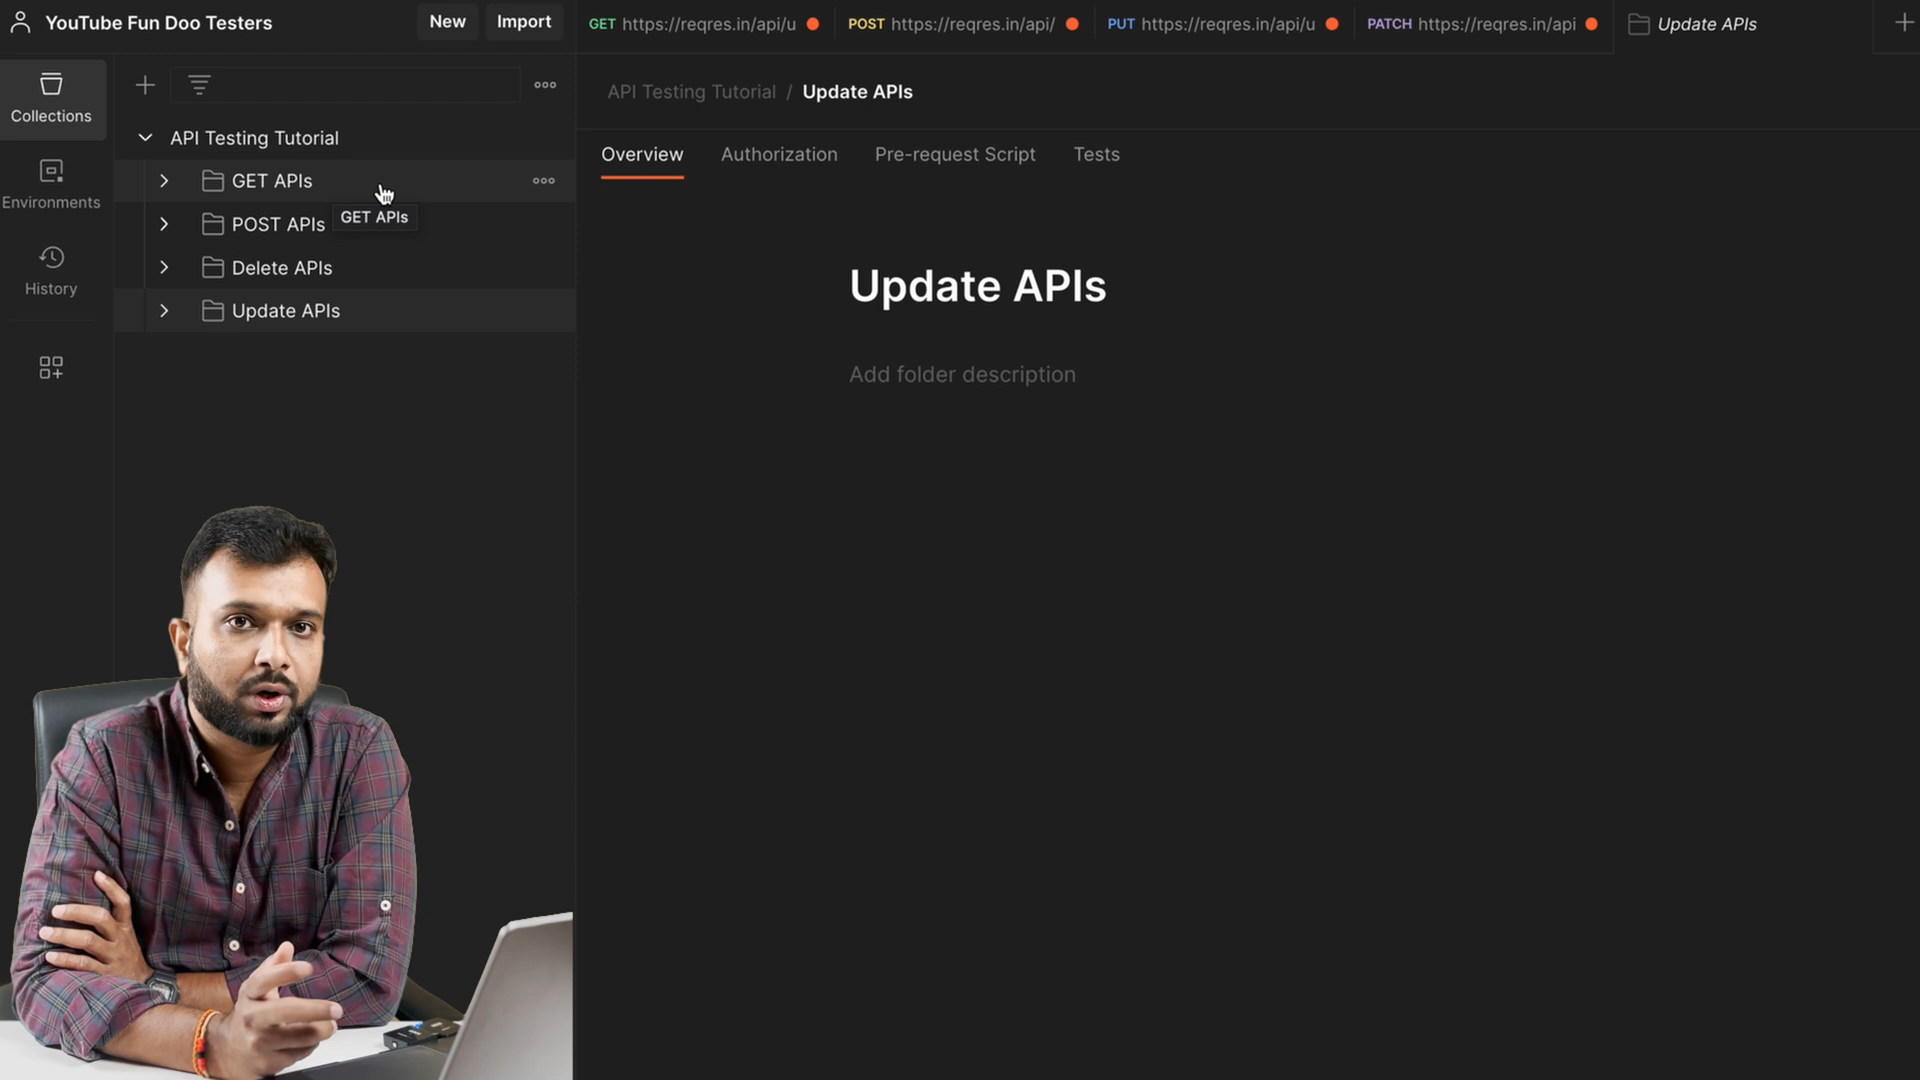 YouTube Fun Doo Testers
New
Import
GET https://reqres.in/api/u
POST https://reqres.in/api/
PUT https://reqres.in/api/u
PATCH https://reqres.in/api
Update APIs
Collections
Environments
History
API Testing Tutorial
GET APIs
POST APIs
GET APIs
Delete APIs
Update APIs
API Testing Tutorial / Update APIs
Overview
Authorization
Pre-request Script
Tests
Update APIs
Add folder description